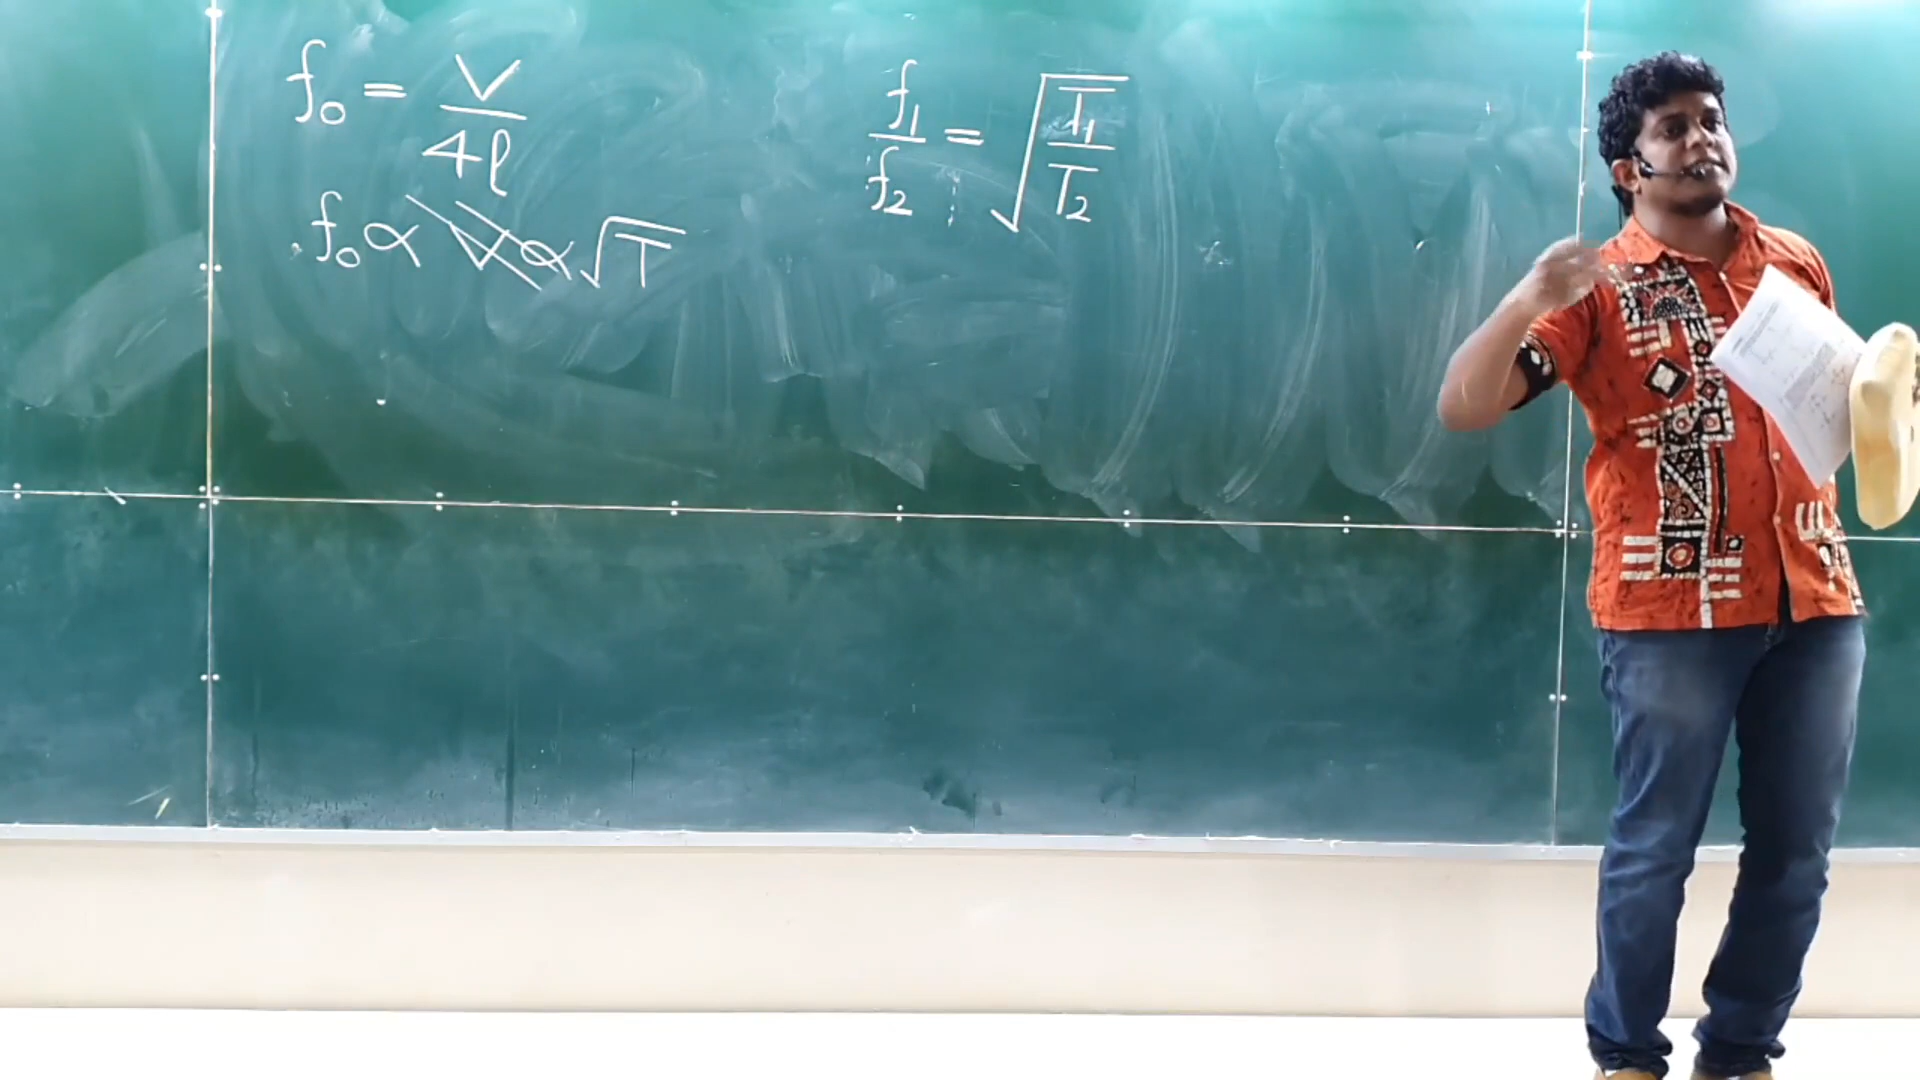 f₀ = V/4l
f₀ ∝ V ∝ √T
f₁/f₂ = √(T₁/T₂)